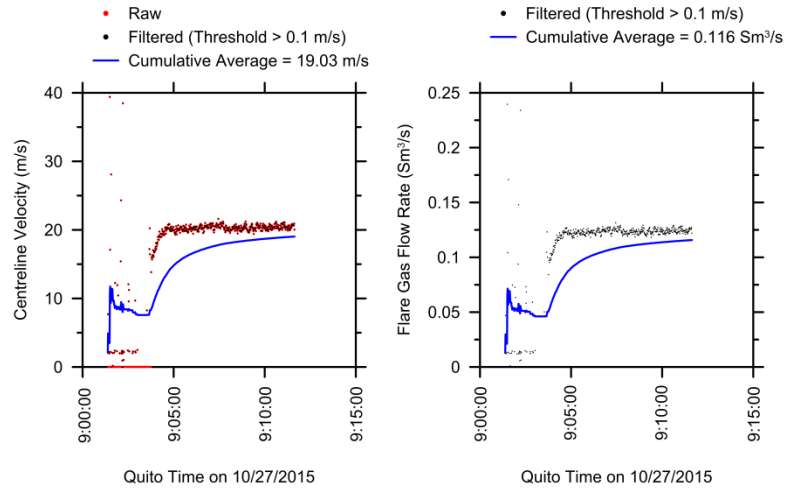 Raw
Filtered (Threshold > 0.1 m/s)
Cumulative Average = 19.03 m/s
40
30
20
10
0
Centreline Velocity (m/s)
9:00:00
9:05:00
9:10:00
9:15:00
Quito Time on 10/27/2015
Filtered (Threshold > 0.1 m/s)
Cumulative Average = 0.116 Sm³/s
0.25
0.2
0.15
0.1
0.05
0
Flare Gas Flow Rate (Sm³/s)
9:00:00
9:05:00
9:10:00
9:15:00
Quito Time on 10/27/2015